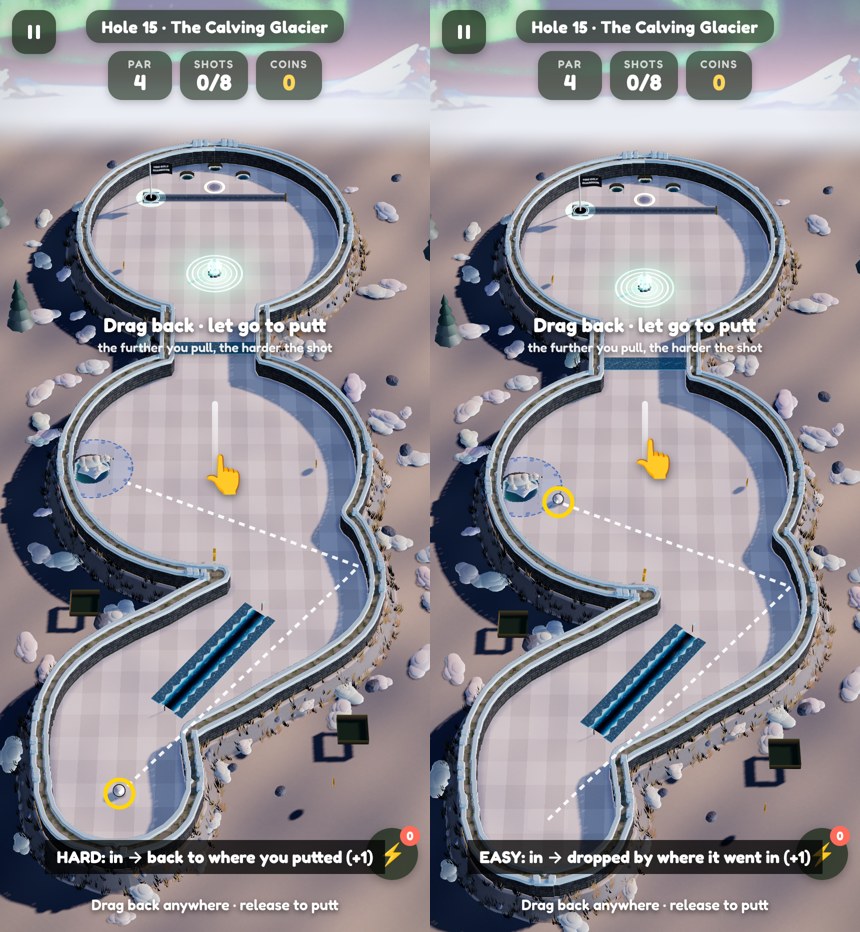 Hole 15 · The Calving Glacier
PAR
4
SHOTS
0/8
COINS
0
Drag back · let go to putt
the further you pull, the harder the shot
HARD: in → back to where you putted (+1)
0
Drag back anywhere · release to putt
Hole 15 · The Calving Glacier
PAR
4
SHOTS
0/8
COINS
0
Drag back · let go to putt
the further you pull, the harder the shot
EASY: in → dropped by where it went in (+1)
0
Drag back anywhere · release to putt